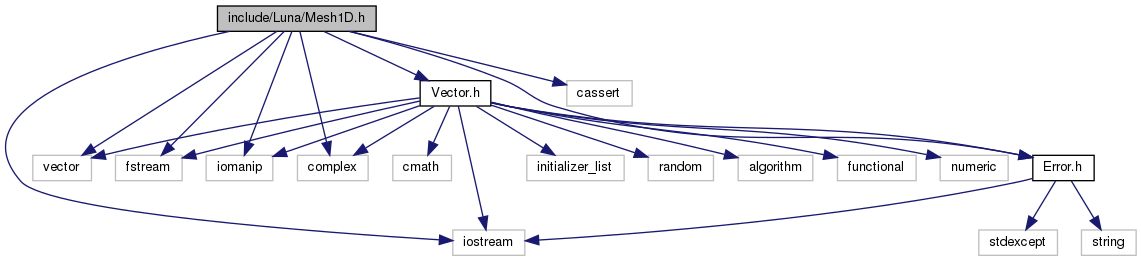 include/Luna/Mesh1D.h
Vector.h
cassert
vector
fstream
iomanip
complex
cmath
initializer_list
random
algorithm
functional
numeric
Error.h
iostream
stdexcept
string